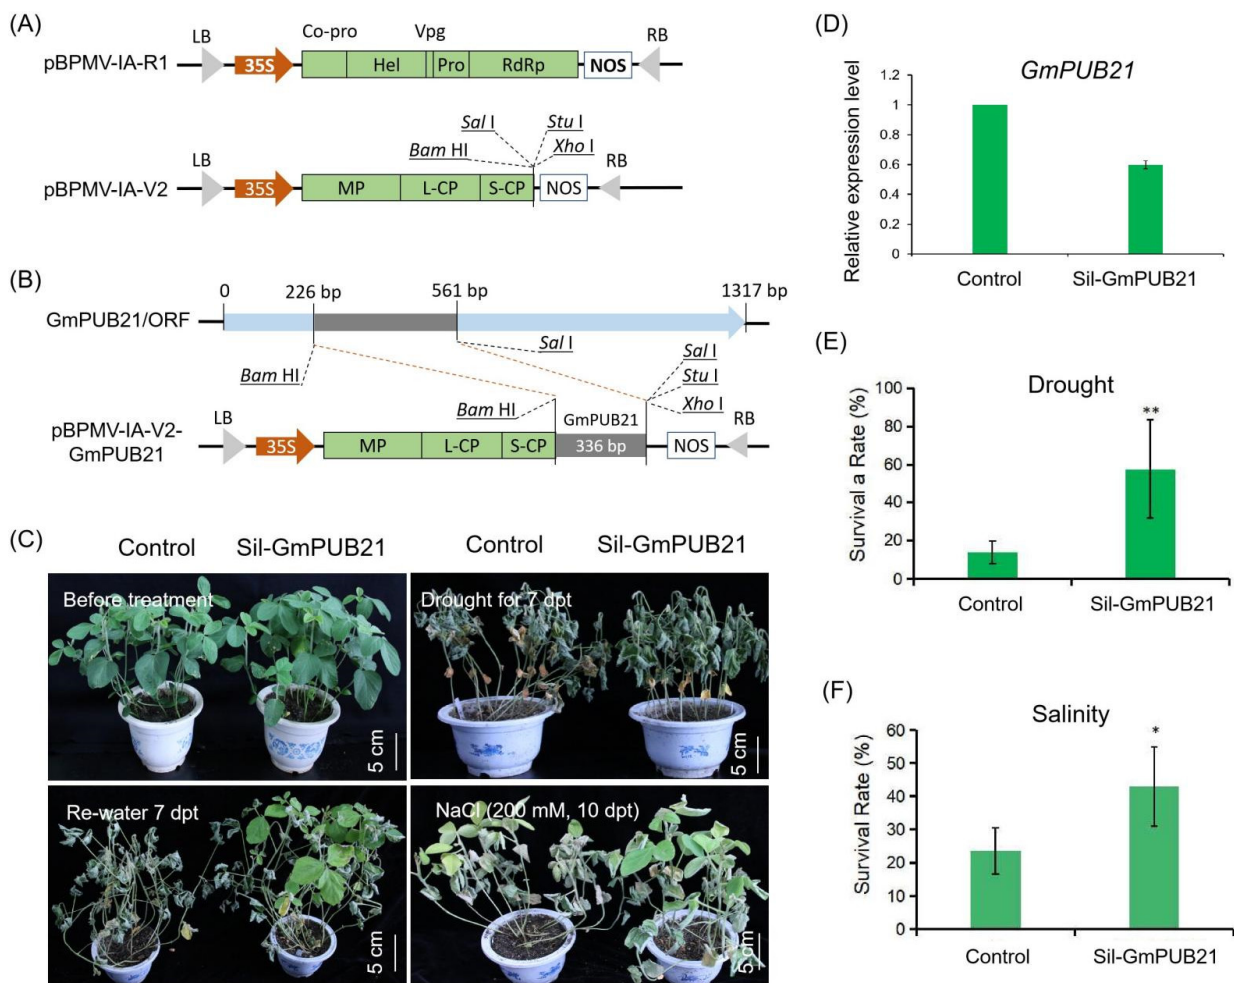 (A)
Co-pro
Vpg
LB
RB
pBPMV-IA-R1
35S
Hel
Pro
RdRp
NOS
Sal I
Stu I
Bam HI
Xho I
LB
RB
pBPMV-IA-V2
35S
MP
L-CP
S-CP
NOS
(B)
0
226 bp
561 bp
1317 bp
GmPUB21/ORF
Sal I
Bam HI
Sal I
Stu I
Bam HI
Xho I
LB
GmPUB21
RB
pBPMV-IA-V2-
GmPUB21
35S
MP
L-CP
S-CP
336 bp
NOS
(C)
Control
Sil-GmPUB21
Control
Sil-GmPUB21
Before treatment
5 cm
Drought for 7 dpt
5 cm
Re-water 7 dpt
5 cm
NaCl (200 mM, 10 dpt)
5 cm
(D)
GmPUB21
Relative expression level
1.2
1
0.8
0.6
0.4
0.2
0
Control
Sil-GmPUB21
(E)
Drought
Survival a Rate (%)
100
80
60
40
20
0
**
Control
Sil-GmPUB21
(F)
Salinity
Survival Rate (%)
60
50
40
30
20
10
0
*
Control
Sil-GmPUB21